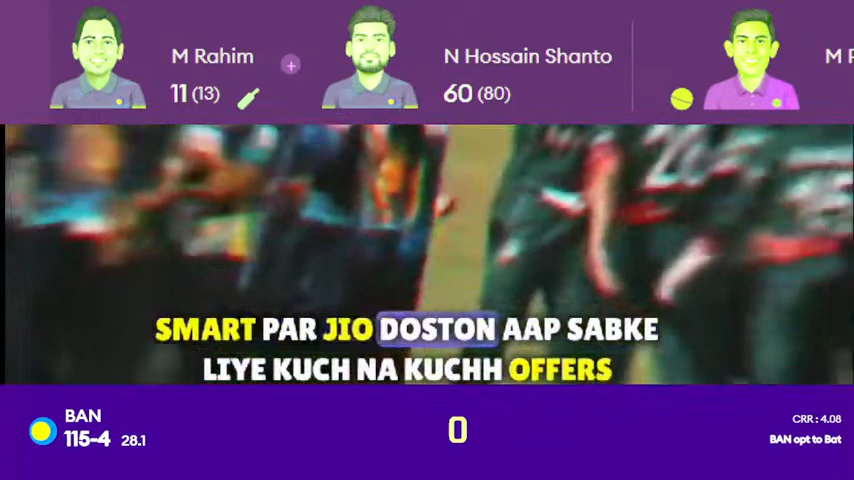 M Rahim
11 (13)
N Hossain Shanto
60 (80)
M P
SMART PAR JIO DOSTON AAP SABKE
LIYE KUCH NA KUCHH OFFERS
BAN
115-4 28.1
0
CRR : 4.08
BAN opt to Bat